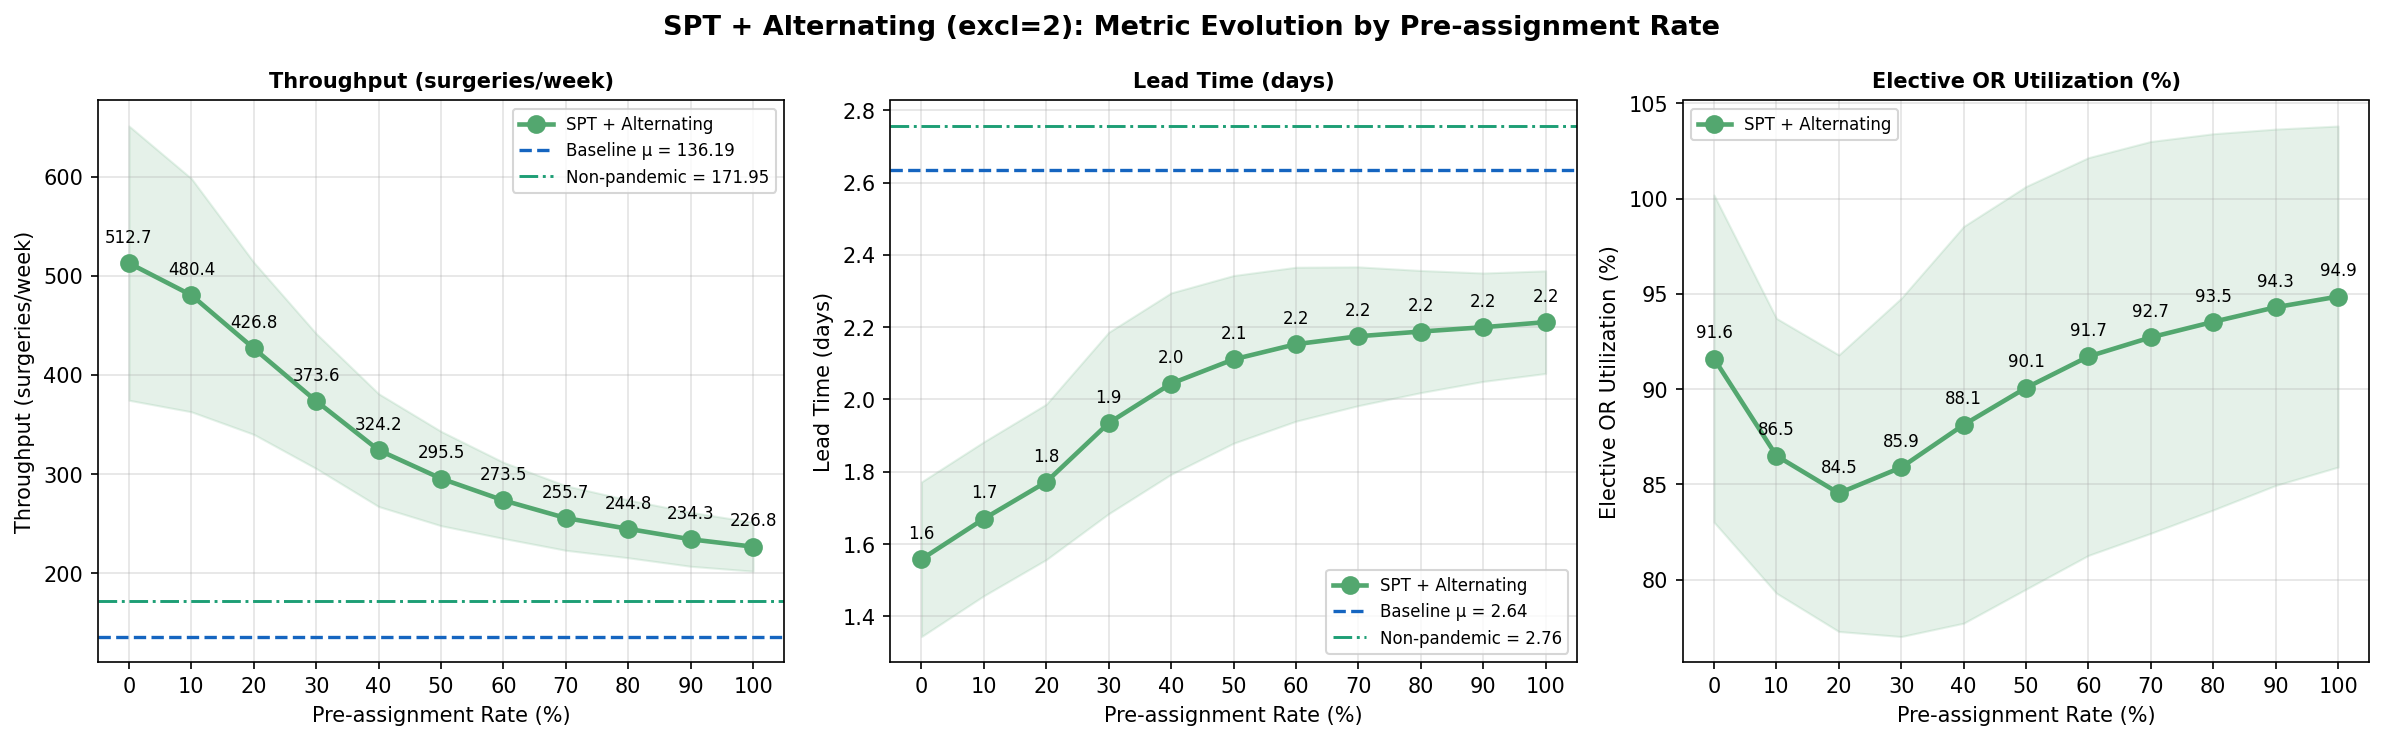 SPT + Alternating (excl=2): Metric Evolution by Pre-assignment Rate
Throughput (surgeries/week)
Throughput (surgeries/week)
600
500
400
300
200
512.7
480.4
426.8
373.6
324.2
295.5
273.5
255.7
244.8
234.3
226.8
SPT + Alternating
Baseline μ = 136.19
Non-pandemic = 171.95
0 10 20 30 40 50 60 70 80 90 100
Pre-assignment Rate (%)
Lead Time (days)
Lead Time (days)
2.8
2.6
2.4
2.2
2.0
1.8
1.6
1.4
1.6
1.7
1.8
1.9
2.0
2.1
2.2
2.2
2.2
2.2
2.2
SPT + Alternating
Baseline μ = 2.64
Non-pandemic = 2.76
0 10 20 30 40 50 60 70 80 90 100
Pre-assignment Rate (%)
Elective OR Utilization (%)
Elective OR Utilization (%)
105
100
95
90
85
80
SPT + Alternating
91.6
86.5
84.5
85.9
88.1
90.1
91.7
92.7
93.5
94.3
94.9
0 10 20 30 40 50 60 70 80 90 100
Pre-assignment Rate (%)